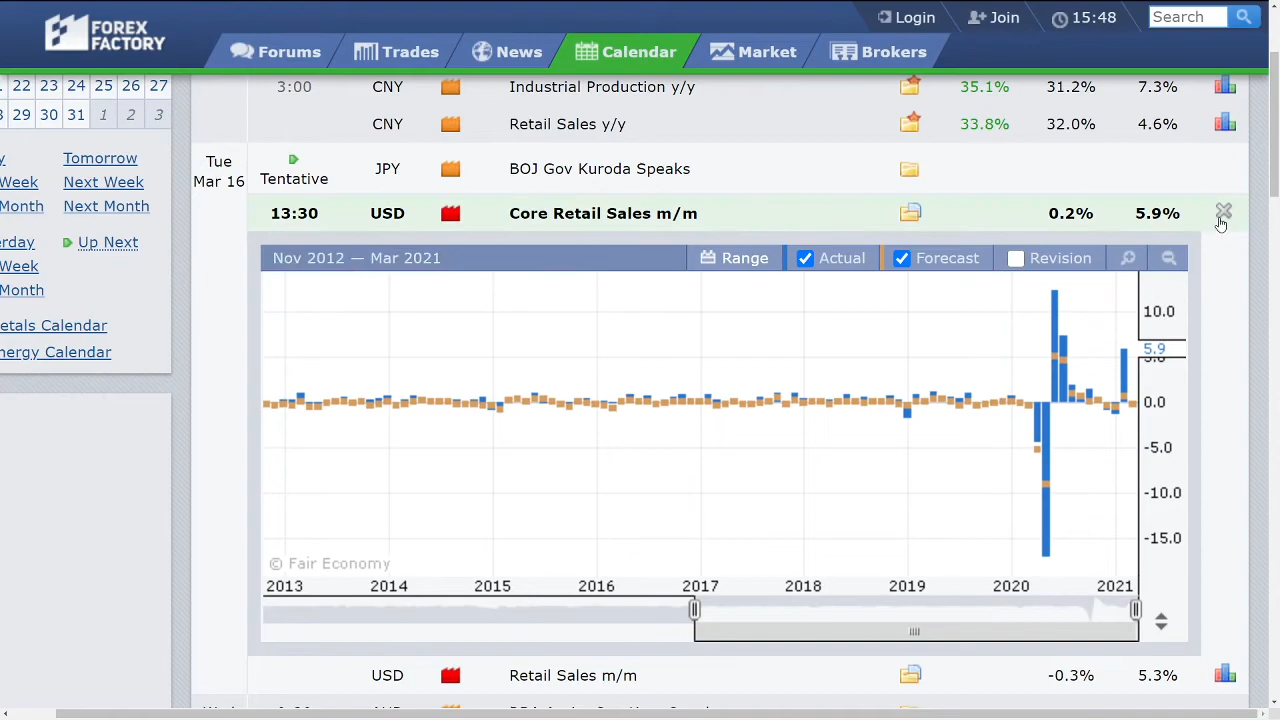 FOREX FACTORY
Login
Join
15:48
Search
Forums
Trades
News
Calendar
Market
Brokers
22 23 24 25 26 27
29 30 31 1 2 3
Tomorrow
Week Next Week
Month Next Month
Up Next
Week
Month
3:00 CNY Industrial Production y/y 35.1% 31.2% 7.3%
CNY Retail Sales y/y 33.8% 32.0% 4.6%
Tue Mar 16
Tentative JPY BOJ Gov Kuroda Speaks
13:30 USD Core Retail Sales m/m 0.2% 5.9%
Nov 2012 — Mar 2021 Range Actual Forecast Revision
10.0
5.9
0.0
-5.0
-10.0
-15.0
© Fair Economy
2013 2014 2015 2016 2017 2018 2019 2020 2021
USD Retail Sales m/m -0.3% 5.3%